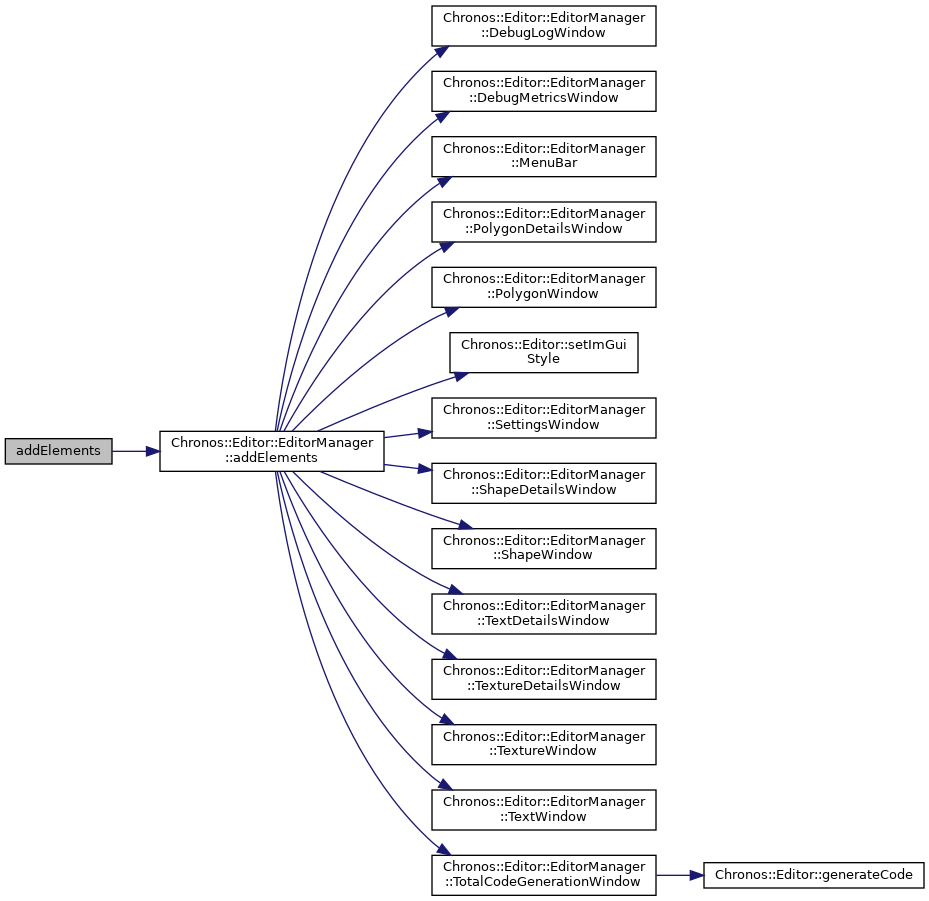 Chronos::Editor::EditorManager
::DebugLogWindow
Chronos::Editor::EditorManager
::DebugMetricsWindow
Chronos::Editor::EditorManager
::MenuBar
Chronos::Editor::EditorManager
::PolygonDetailsWindow
Chronos::Editor::EditorManager
::PolygonWindow
Chronos::Editor::setImGui
Style
Chronos::Editor::EditorManager
::SettingsWindow
addElements
Chronos::Editor::EditorManager
::addElements
Chronos::Editor::EditorManager
::ShapeDetailsWindow
Chronos::Editor::EditorManager
::ShapeWindow
Chronos::Editor::EditorManager
::TextDetailsWindow
Chronos::Editor::EditorManager
::TextureDetailsWindow
Chronos::Editor::EditorManager
::TextureWindow
Chronos::Editor::EditorManager
::TextWindow
Chronos::Editor::EditorManager
::TotalCodeGenerationWindow
Chronos::Editor::generateCode